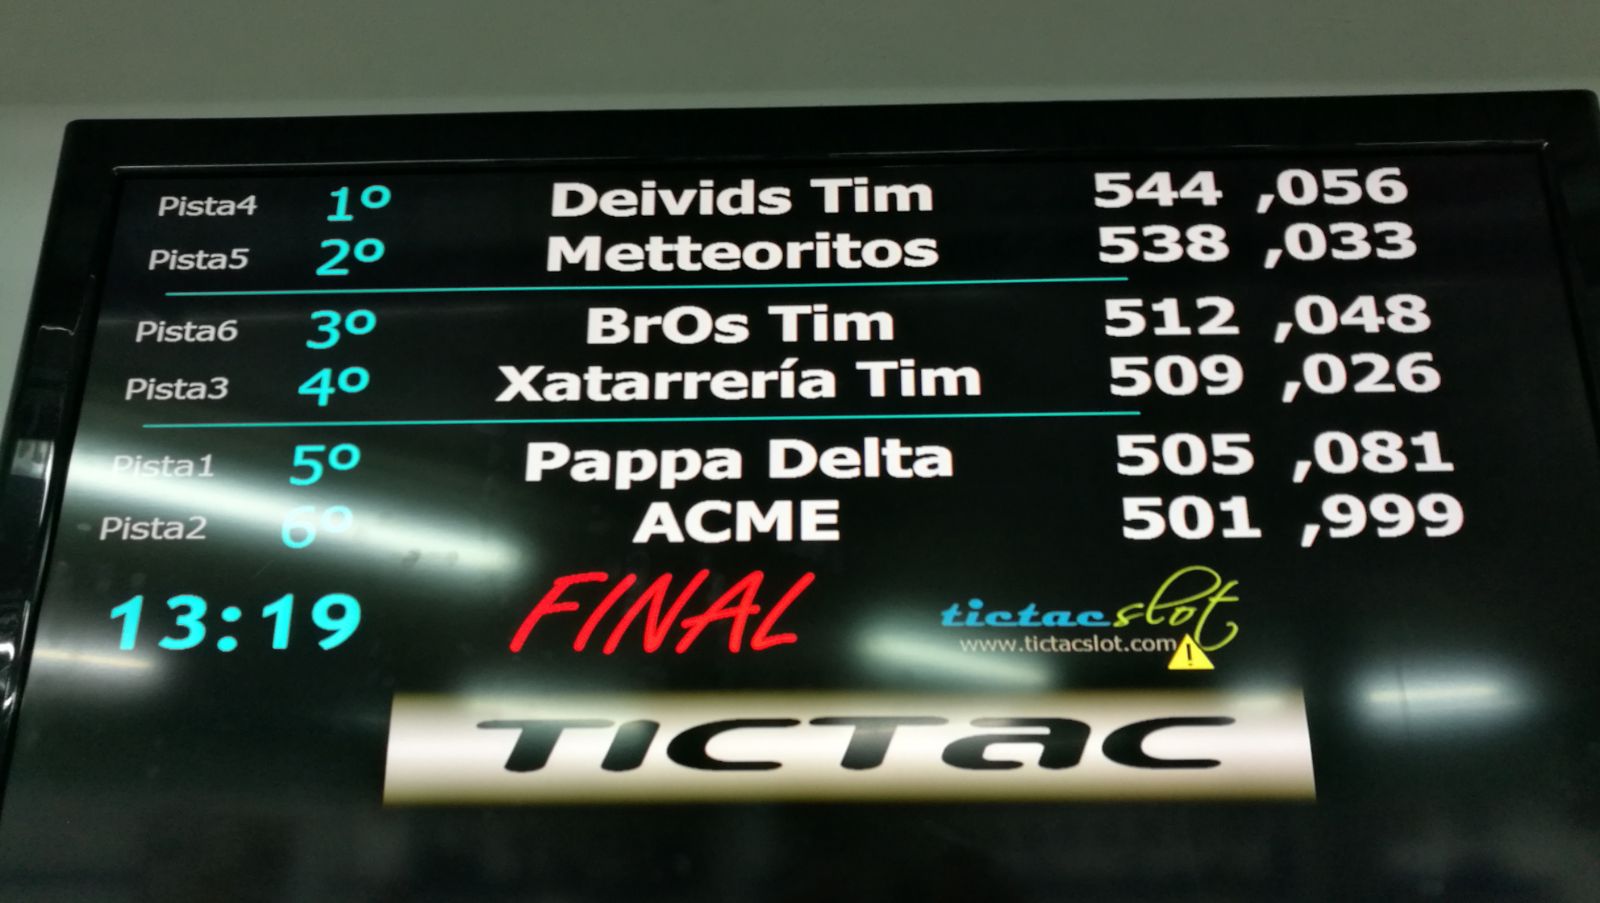 Pista4 1º Deivids Tim 544 ,056
Pista5 2º Metteoritos 538 ,033
Pista6 3º BrOs Tim 512 ,048
Pista3 4º Xatarrería Tim 509 ,026
Pista1 5º Pappa Delta 505 ,081
Pista2 6º ACME 501 ,999
13:19 FINAL tictac slot
www.tictacslot.com
TICTac